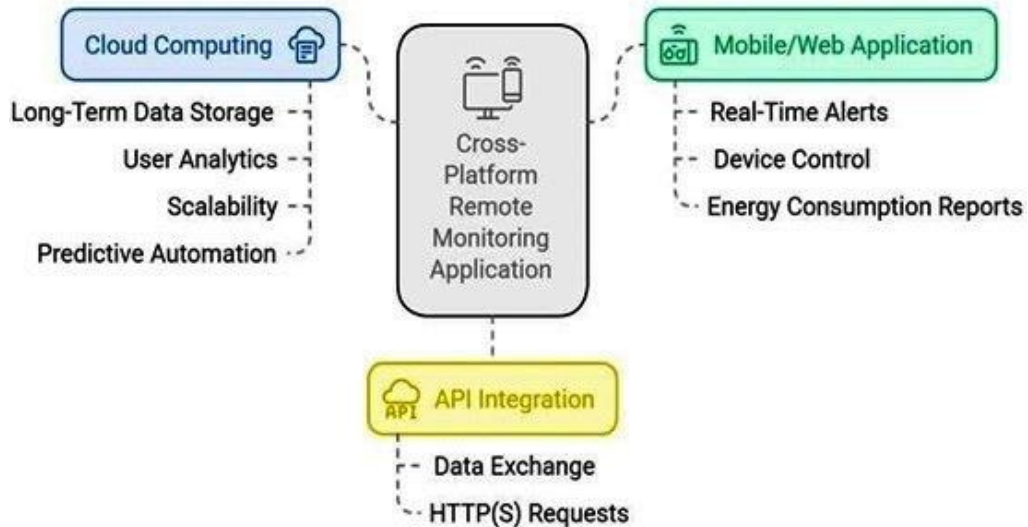 Cloud Computing
Long-Term Data Storage
User Analytics
Scalability
Predictive Automation
Cross-
Platform
Remote
Monitoring
Application
Mobile/Web Application
Real-Time Alerts
Device Control
Energy Consumption Reports
API
API Integration
Data Exchange
HTTP(S) Requests